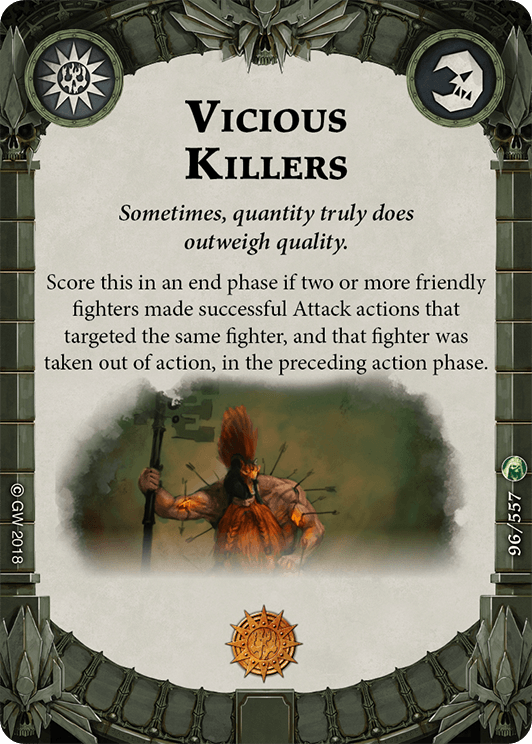 Vicious
Killers
Sometimes, quantity truly does
outweigh quality.
Score this in an end phase if two or more friendly
fighters made successful Attack actions that
targeted the same fighter, and that fighter was
taken out of action, in the preceding action phase.
© GW 2018
96/557